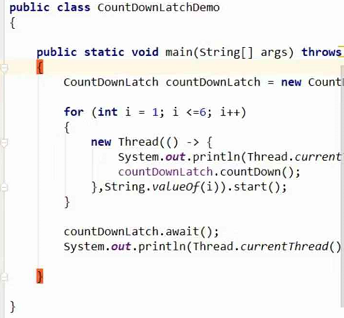 public class CountDownLatchDemo
{
public static void main(String[] args) throws
{
CountDownLatch countDownLatch = new Count
for (int i = 1; i <=6; i++)
{
new Thread(() -> {
System.out.println(Thread.current
countDownLatch.countDown();
},String.valueOf(i)).start();
}
countDownLatch.await();
System.out.println(Thread.currentThread()
}
}